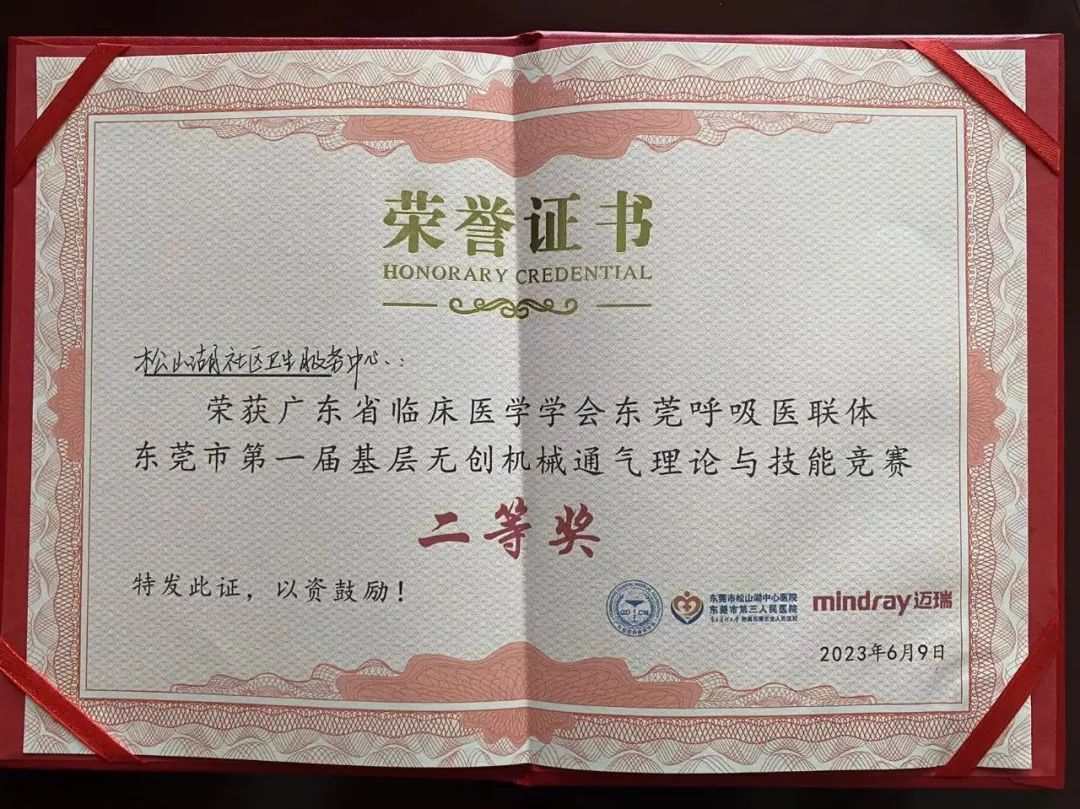 荣誉证书
HONORARY CREDENTIAL
松山湖社区卫生服务中心:
荣获广东省临床医学学会东莞呼吸医联体
东莞市第一届基层无创机械通气理论与技能竞赛
二等奖
特发此证，以资鼓励！
GDCM
东莞市松山湖中心医院
东莞市第三人民医院
mindray迈瑞
2023年6月9日